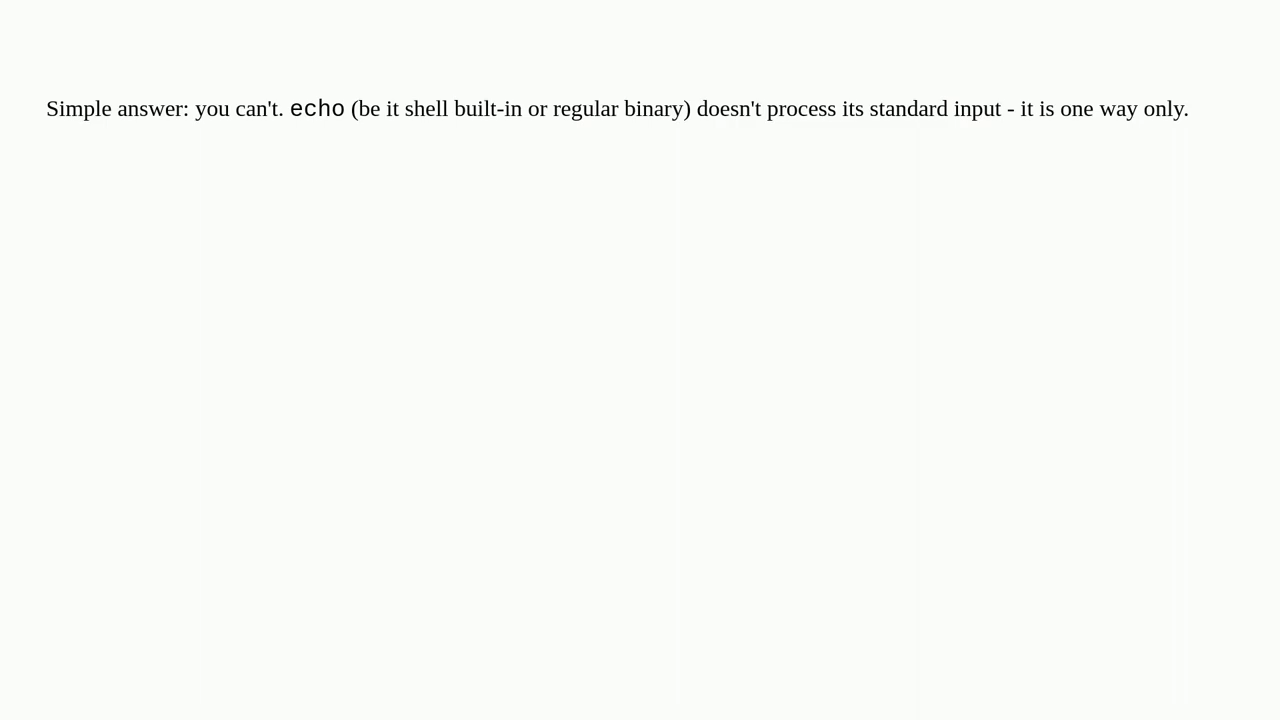 Simple answer: you can't. echo (be it shell built-in or regular binary) doesn't process its standard input - it is one way only.